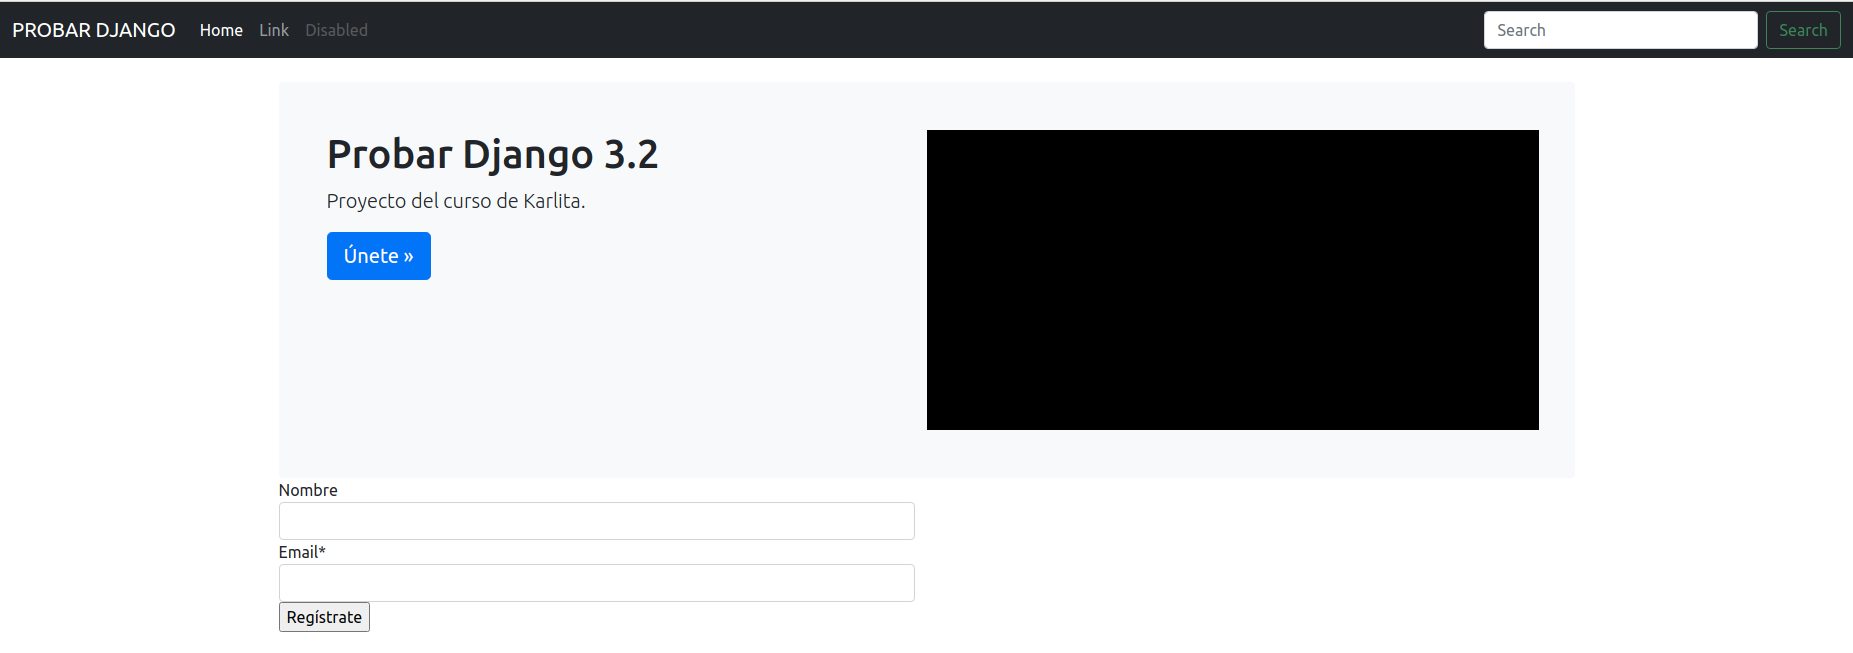 PROBAR DJANGO Home Link Disabled Search Search
Probar Django 3.2
Proyecto del curso de Karlita.
Únete »
Nombre
Email*
Regístrate